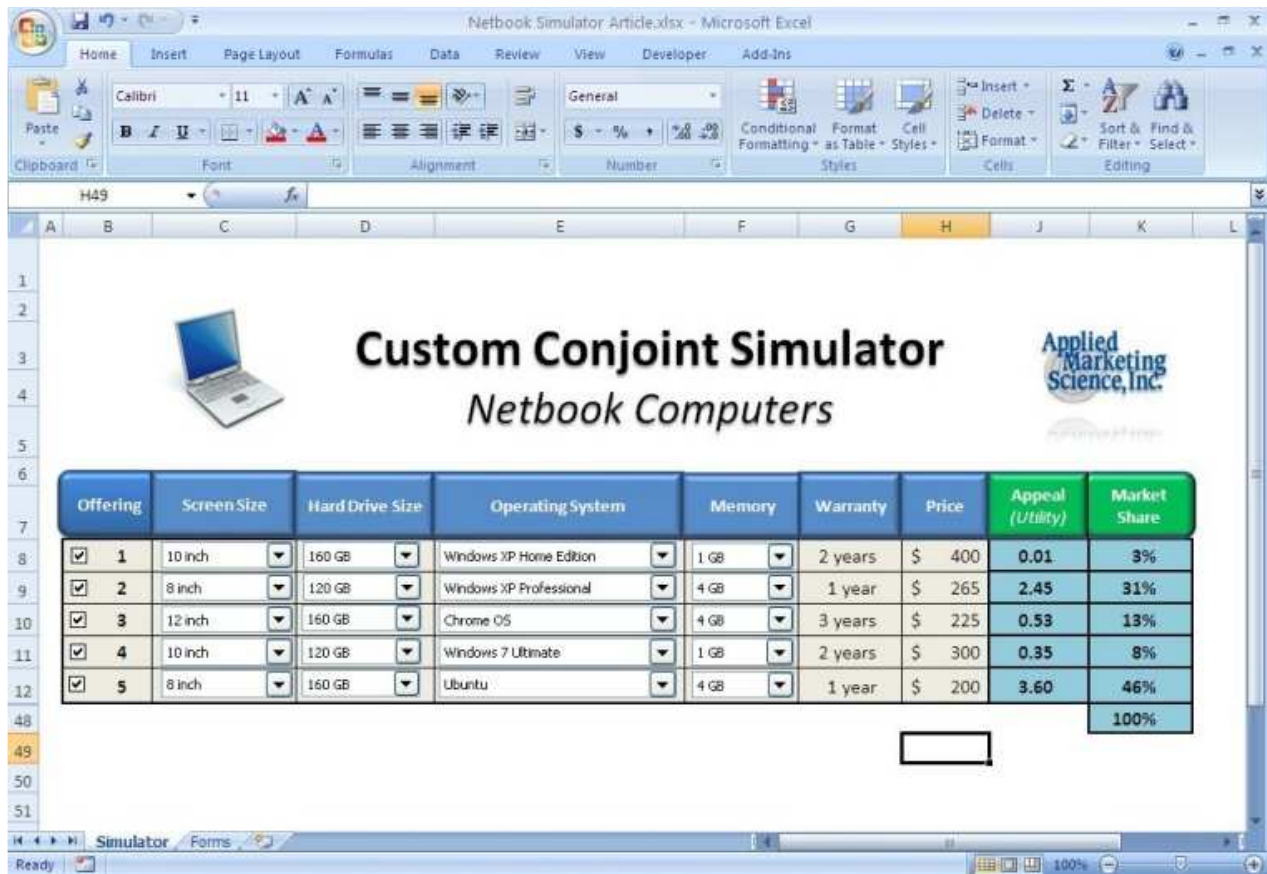 Netbook Simulator Article.xlsx - Microsoft Excel
Home Insert Page Layout Formulas Data Review View Developer Add-Ins
Calibri 11 A A General Insert Σ
Paste B I U A $ % , Conditional Formatting Format as Table Cell Styles Delete Format Sort & Filter Find & Select
Clipboard Font Alignment Number Styles Cells Editing
H49 fx
A B C D E F G H J K L
1
2
3 Custom Conjoint Simulator Applied Marketing Science, Inc.
4 Netbook Computers
5
6
7 Offering Screen Size Hard Drive Size Operating System Memory Warranty Price Appeal (Utility) Market Share
8 1 10 inch 160 GB Windows XP Home Edition 1 GB 2 years $ 400 0.01 3%
9 2 8 inch 120 GB Windows XP Professional 4 GB 1 year $ 265 2.45 31%
10 3 12 inch 160 GB Chrome OS 4 GB 3 years $ 225 0.53 13%
11 4 10 inch 120 GB Windows 7 Ultimate 1 GB 2 years $ 300 0.35 8%
12 5 8 inch 160 GB Ubuntu 4 GB 1 year $ 200 3.60 46%
48 100%
49
50
51
Simulator Forms
Ready 100%